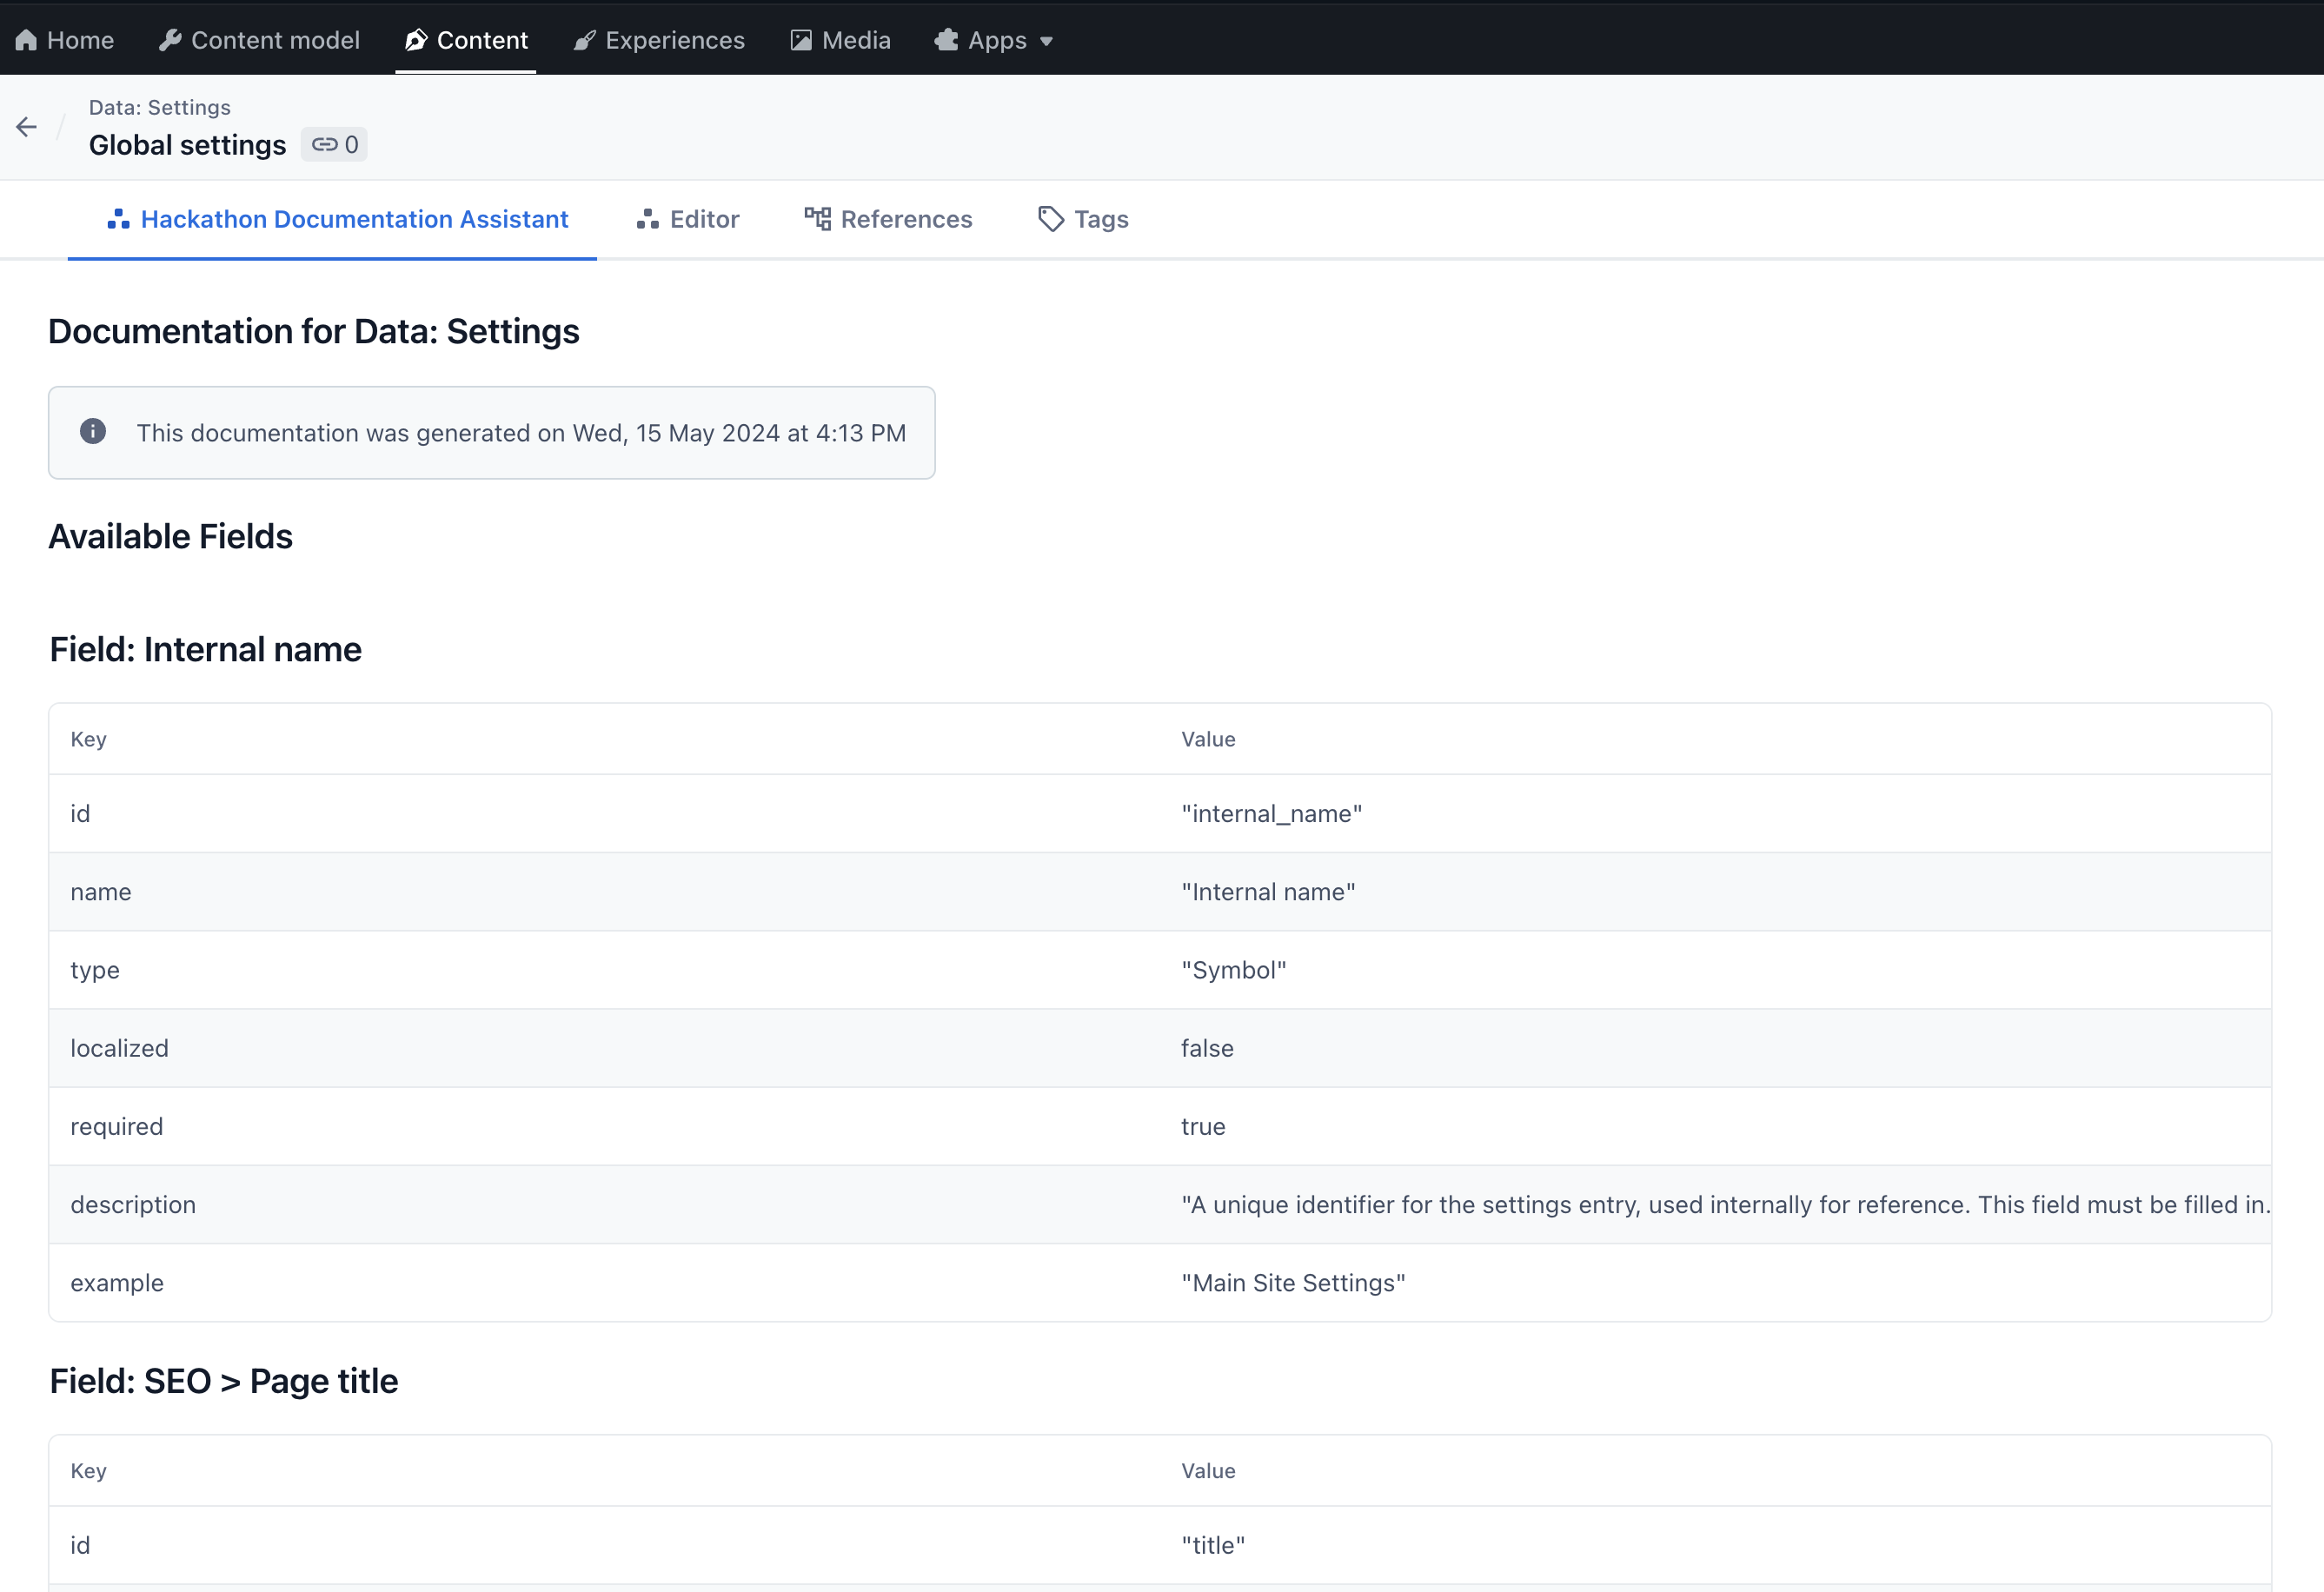 Home Content model Content Experiences Media Apps
Data: Settings
Global settings 0
Hackathon Documentation Assistant Editor References Tags
Documentation for Data: Settings
This documentation was generated on Wed, 15 May 2024 at 4:13 PM
Available Fields
Field: Internal name
Key Value
id "internal_name"
name "Internal name"
type "Symbol"
localized false
required true
description "A unique identifier for the settings entry, used internally for reference. This field must be filled in.
example "Main Site Settings"
Field: SEO > Page title
Key Value
id "title"